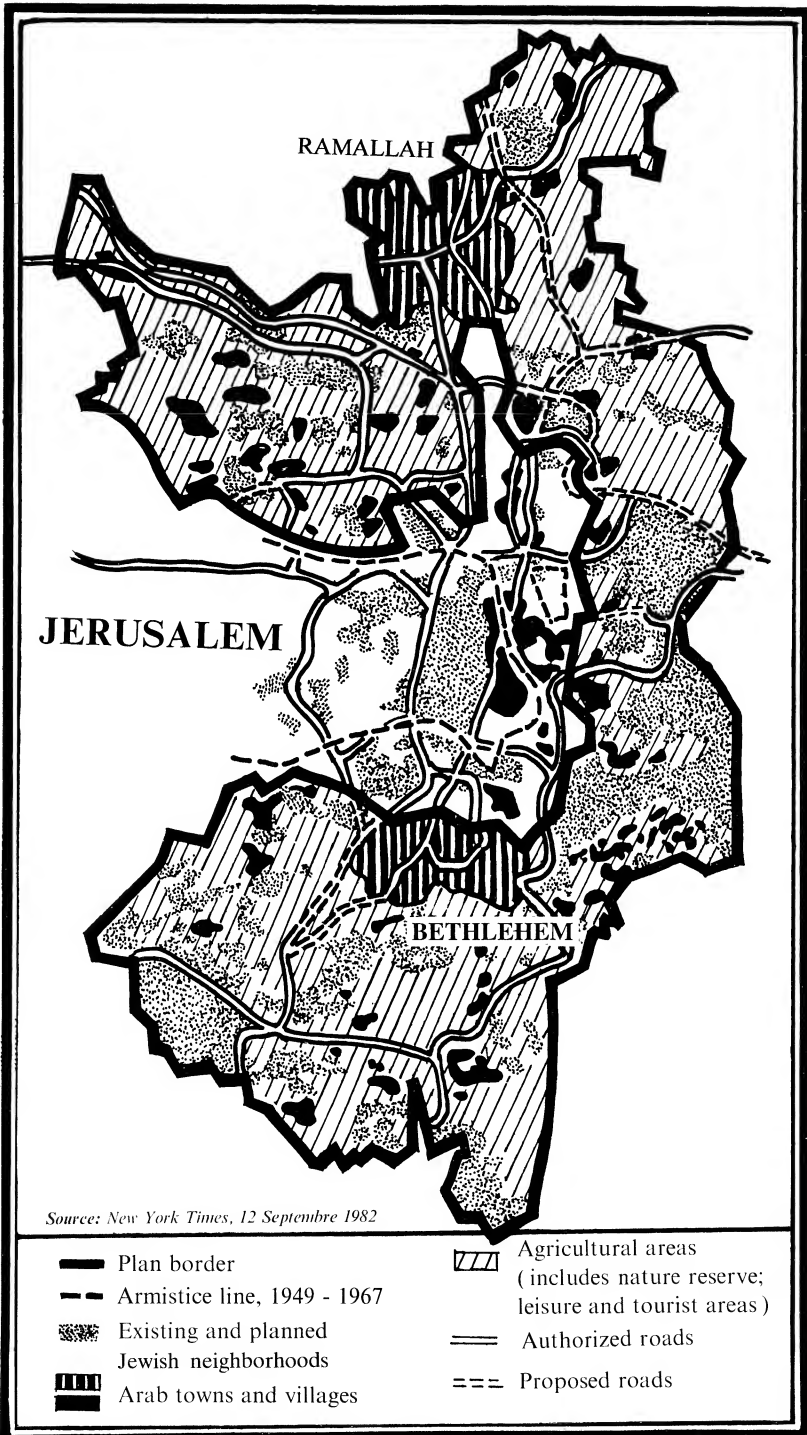 RAMALLAH
JERUSALEM
BETHLEHEM
Source: New York Times, 12 Septembre 1982
Plan border
Armistice line, 1949 - 1967
Existing and planned
Jewish neighborhoods
Arab towns and villages
Agricultural areas
( includes nature reserve;
leisure and tourist areas )
Authorized roads
Proposed roads